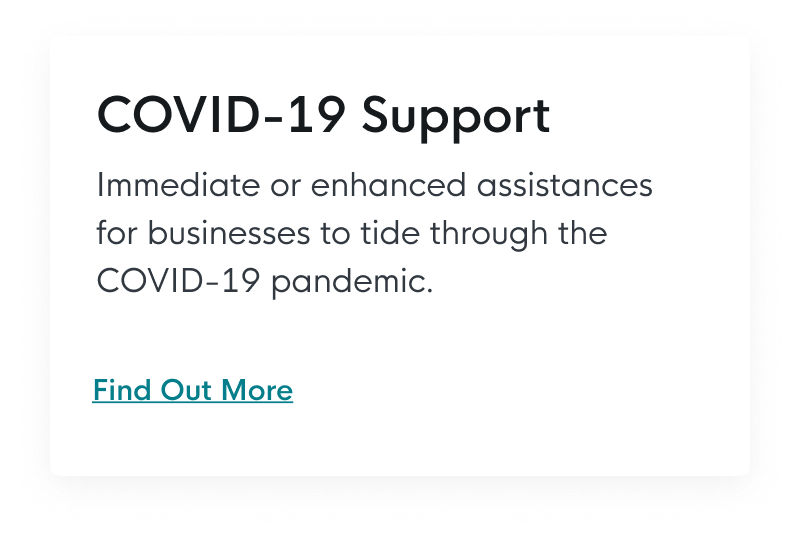 COVID-19 Support
Immediate or enhanced assistances
for businesses to tide through the
COVID-19 pandemic.
Find Out More